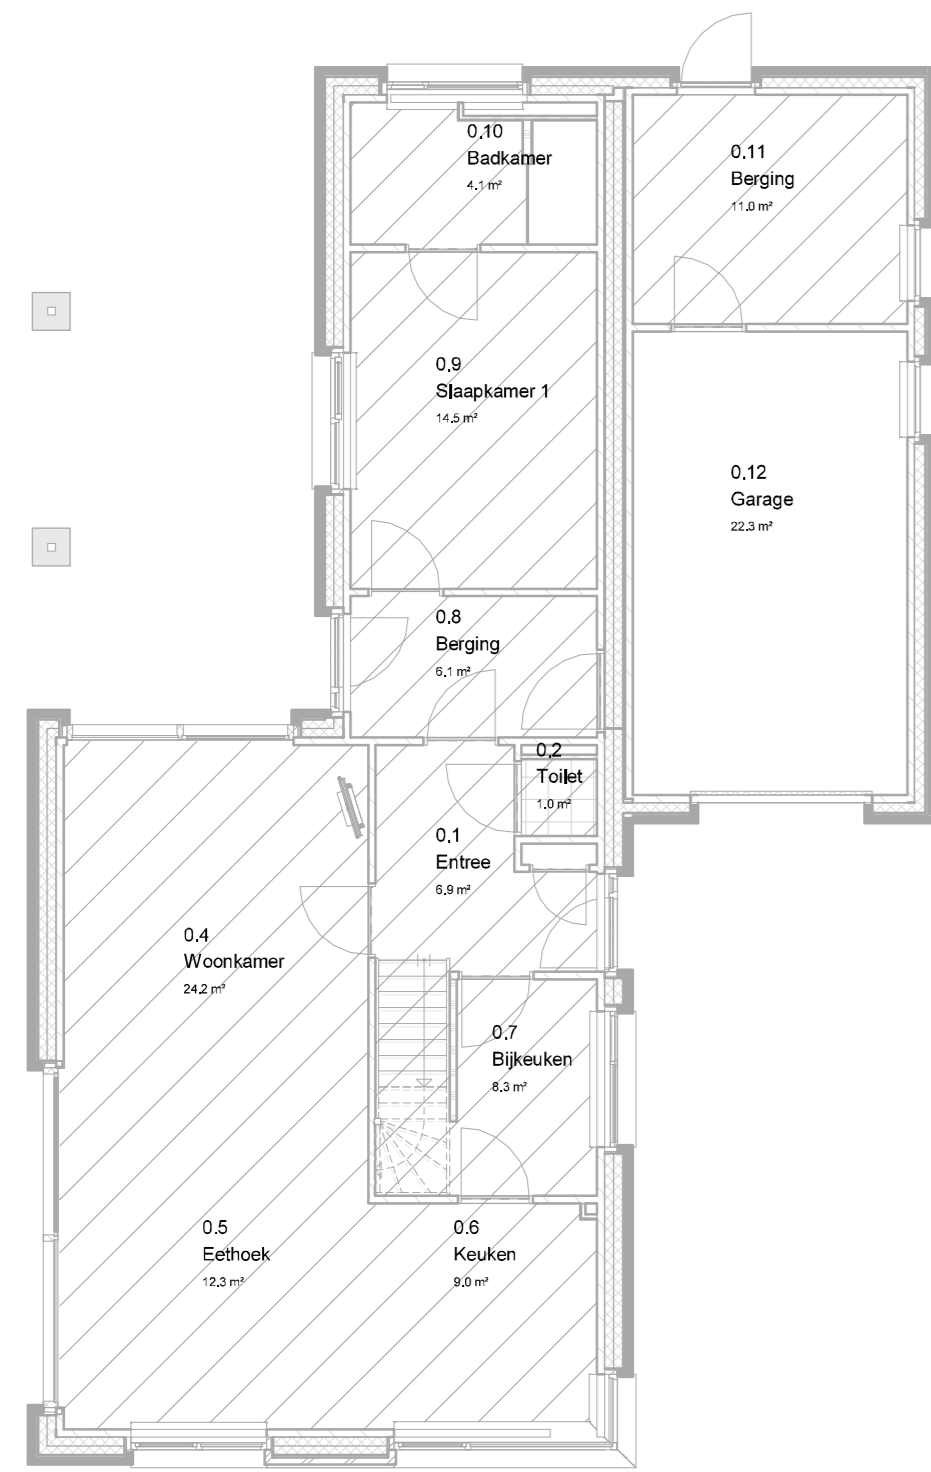 0.10
Badkamer
4.1 m²
0.11
Berging
11.0 m²
0.9
Slaapkamer 1
14.5 m²
0.12
Garage
22.3 m²
0.8
Berging
6.1 m²
0.2
Toilet
1.0 m²
0.1
Entree
6.9 m²
0.4
Woonkamer
24.2 m²
0.7
Bijkeuken
8.3 m²
0.5
Eethoek
12.3 m²
0.6
Keuken
9.0 m²